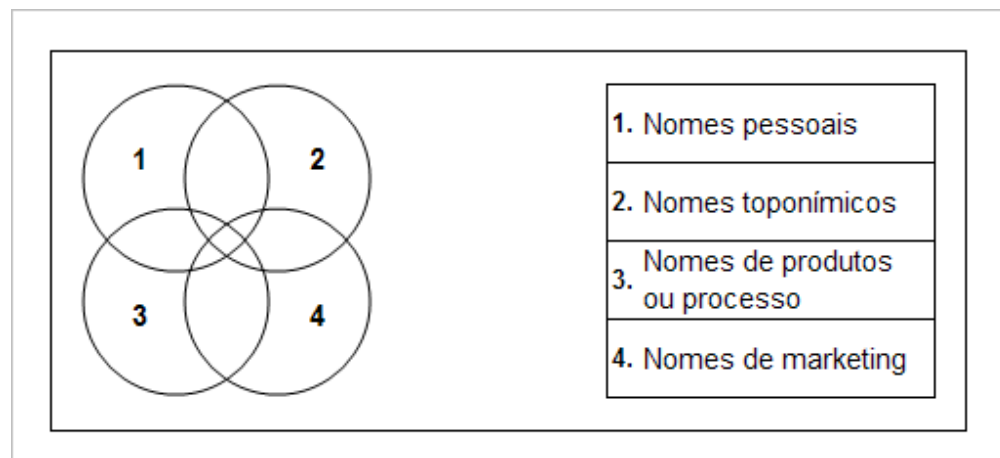 1
2
3
4
1. Nomes pessoais
2. Nomes toponímicos
3. Nomes de produtos
ou processo
4. Nomes de marketing